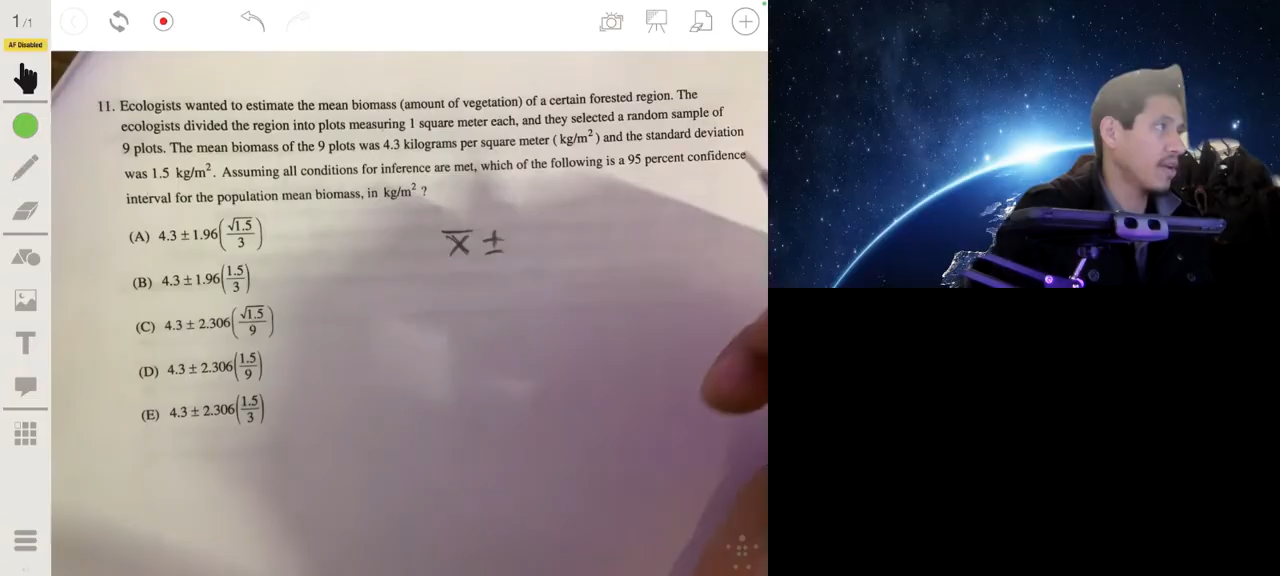 1/1
AF Disabled
11. Ecologists wanted to estimate the mean biomass (amount of vegetation) of a certain forested region. The
ecologists divided the region into plots measuring 1 square meter each, and they selected a random sample of
9 plots. The mean biomass of the 9 plots was 4.3 kilograms per square meter (kg/m²) and the standard deviation
was 1.5 kg/m². Assuming all conditions for inference are met, which of the following is a 95 percent confidence
interval for the population mean biomass, in kg/m² ?
(A) 4.3 ± 1.96(√1.5/3)
x̄ ±
(B) 4.3 ± 1.96(1.5/3)
(C) 4.3 ± 2.306(√1.5/9)
(D) 4.3 ± 2.306(1.5/9)
(E) 4.3 ± 2.306(1.5/3)
T